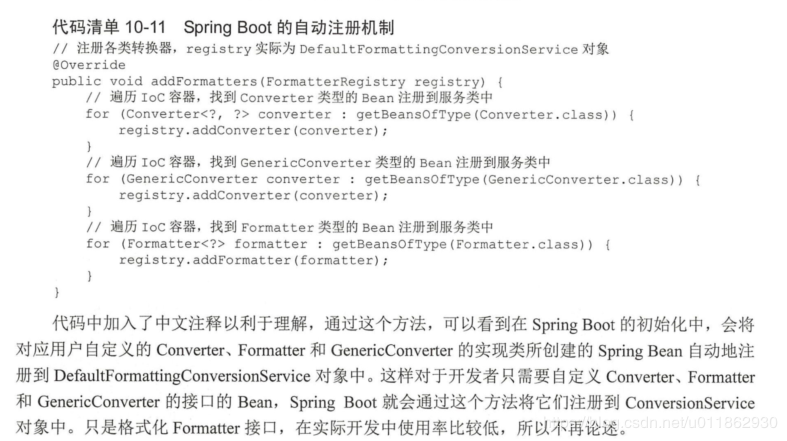 代码清单 10-11 Spring Boot 的自动注册机制
// 注册各类转换器，registry 实际为 DefaultFormattingConversionService 对象
@Override
public void addFormatters(FormatterRegistry registry) {
    // 遍历 IoC 容器，找到 Converter 类型的 Bean 注册到服务类中
    for (Converter<?, ?> converter : getBeansOfType(Converter.class)) {
        registry.addConverter(converter);
    }
    // 遍历 IoC 容器，找到 GenericConverter 类型的 Bean 注册到服务类中
    for (GenericConverter converter : getBeansOfType(GenericConverter.class)) {
        registry.addConverter(converter);
    }
    // 遍历 IoC 容器，找到 Formatter 类型的 Bean 注册到服务类中
    for (Formatter<?> formatter : getBeansOfType(Formatter.class)) {
        registry.addFormatter(formatter);
    }
}
代码中加入了中文注释以利于理解，通过这个方法，可以看到在 Spring Boot 的初始化中，会将
对应用户自定义的 Converter、Formatter 和 GenericConverter 的实现类所创建的 Spring Bean 自动地注
册到 DefaultFormattingConversionService 对象中。这样对于开发者只需要自定义 Converter、Formatter
和 GenericConverter 的接口的 Bean，Spring Boot 就会通过这个方法将它们注册到 ConversionService
对象中。只是格式化 Formatter 接口，在实际开发中使用率比较低，所以不再论述。
https://blog.csdn.net/u011862930